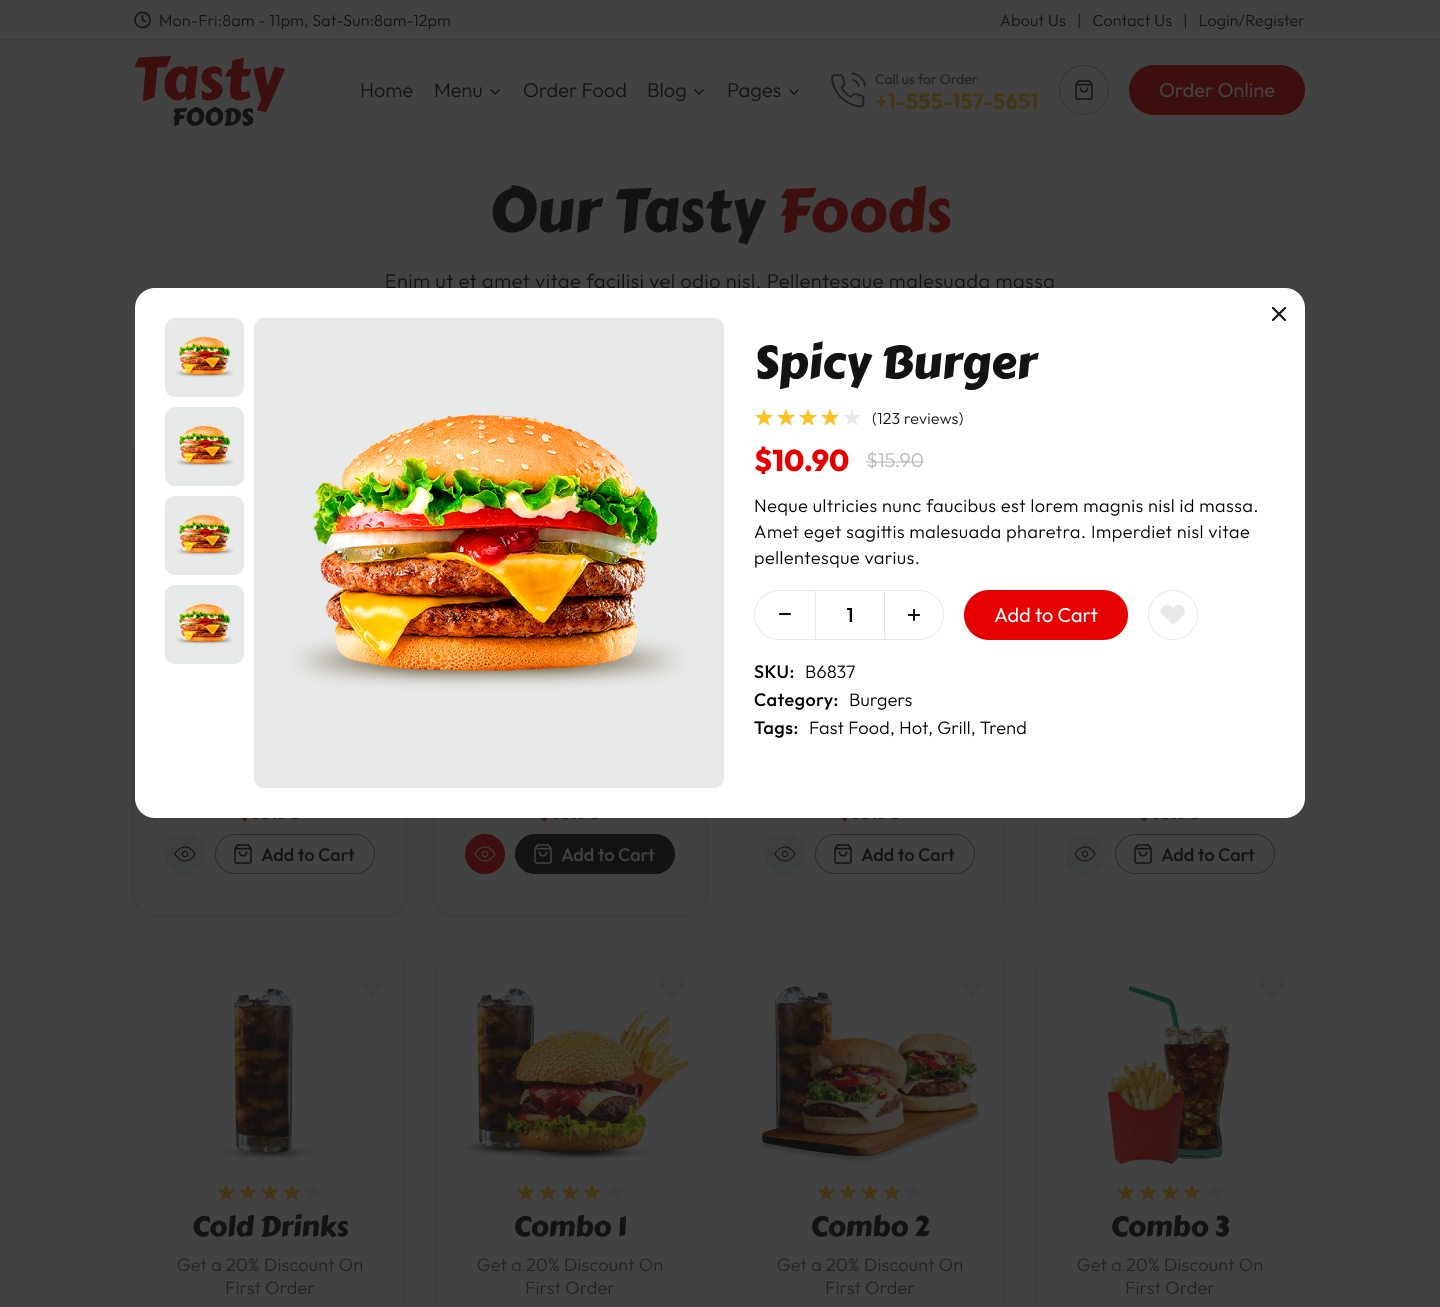 Mon-Fri:8am - 11pm, Sat-Sun:8am-12pm
About Us | Contact Us | Login/Register
Tasty
FOODS
Home Menu Order Food Blog Pages
Call us for Order
+1-555-157-5651
Order Online
Our Tasty Foods
Enim ut et amet vitae facilisi vel odio nisl. Pellentesque malesuada massa
Spicy Burger
(123 reviews)
$10.90 $15.90
Neque ultricies nunc faucibus est lorem magnis nisl id massa.
Amet eget sagittis malesuada pharetra. Imperdiet nisl vitae
pellentesque varius.
− 1 + Add to Cart
SKU: B6837
Category: Burgers
Tags: Fast Food, Hot, Grill, Trend
Add to Cart Add to Cart Add to Cart Add to Cart
Cold Drinks
Get a 20% Discount On
First Order
Combo 1
Get a 20% Discount On
First Order
Combo 2
Get a 20% Discount On
First Order
Combo 3
Get a 20% Discount On
First Order